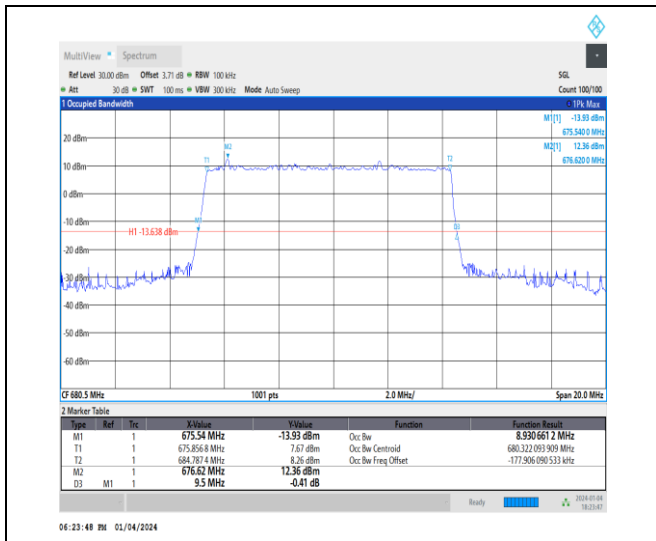 MultiView Spectrum
Ref Level 30.00 dBm Offset 3.71 dB RBW 100 kHz SGL
Att 30 dB SWT 100 ms VBW 300 kHz Mode Auto Sweep Count 100/100
1 Occupied Bandwidth 1Pk Max
M1[1] -13.93 dBm
675.5400 MHz
M2[1] 12.36 dBm
676.6200 MHz
20 dBm
M2
T1
T2
10 dBm
0 dBm
-10 dBm
M1
D3
H1 -13.638 dBm
-20 dBm
-30 dBm
-40 dBm
-50 dBm
-60 dBm
CF 680.5 MHz 1001 pts 2.0 MHz/ Span 20.0 MHz
2 Marker Table
Type Ref Trc X-Value Y-Value Function Function Result
M1 1 675.54 MHz -13.93 dBm Occ Bw 8.930 661 2 MHz
T1 1 675.856 8 MHz 7.67 dBm Occ Bw Centroid 680.322 093 909 MHz
T2 1 684.787 4 MHz 8.26 dBm Occ Bw Freq Offset -177.906 090 533 kHz
M2 1 676.62 MHz 12.36 dBm
D3 M1 1 9.5 MHz -0.41 dB
Ready 2024-01-04
18:23:47
06:23:48 PM 01/04/2024